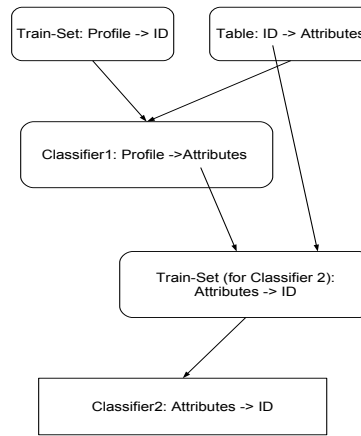 Train-Set: Profile -> ID
Table: ID -> Attributes
Classifier1: Profile ->Attributes
Train-Set (for Classifier 2):
Attributes -> ID
Classifier2: Attributes -> ID